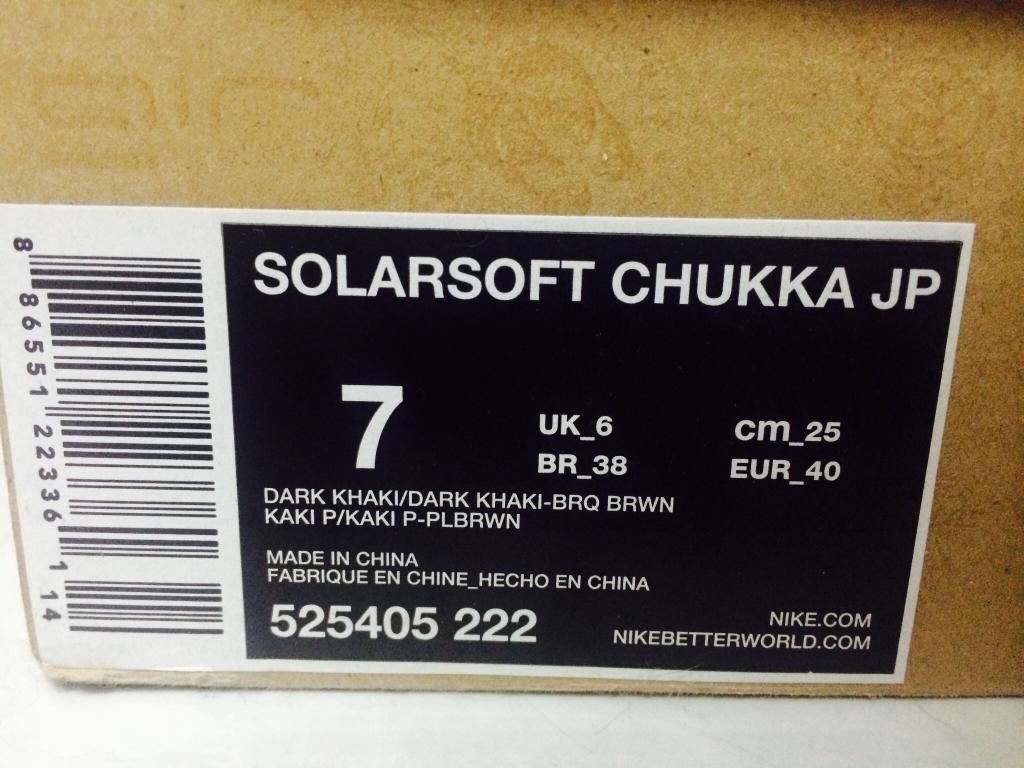 SOLARSOFT CHUKKA JP
7
UK_6
cm_25
BR_38
EUR_40
DARK KHAKI/DARK KHAKI-BRQ BRWN
KAKI P/KAKI P-PLBRWN
MADE IN CHINA
FABRIQUE EN CHINE_HECHO EN CHINA
525405 222
NIKE.COM
NIKEBETTERWORLD.COM
8 86551 22336 1 14